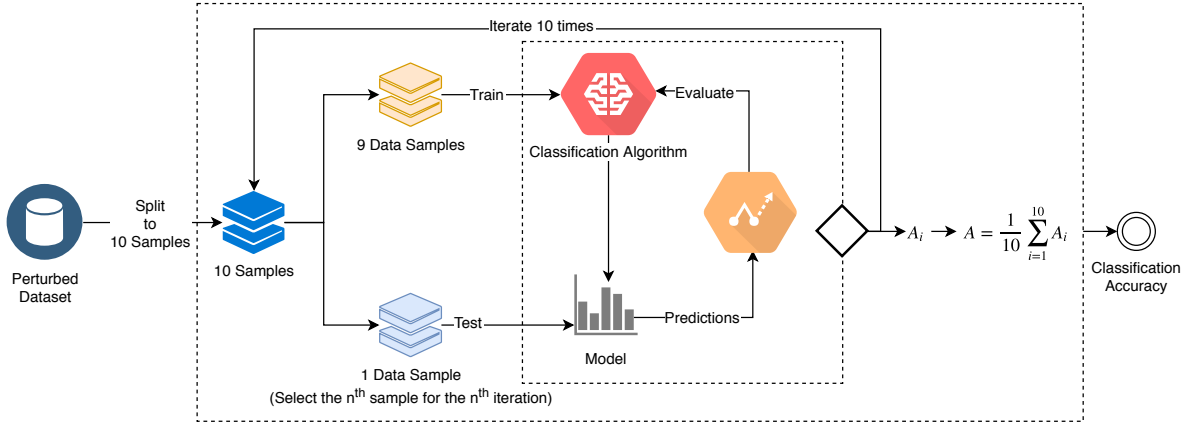 Iterate 10 times
Train
Evaluate
9 Data Samples
Classification Algorithm
Split
to
10 Samples
10 Samples
Perturbed
Dataset
A_i
A = \frac{1}{10} \sum_{i=1}^{10} A_i
Classification
Accuracy
Test
Predictions
Model
1 Data Sample
(Select the n^th sample for the n^th iteration)